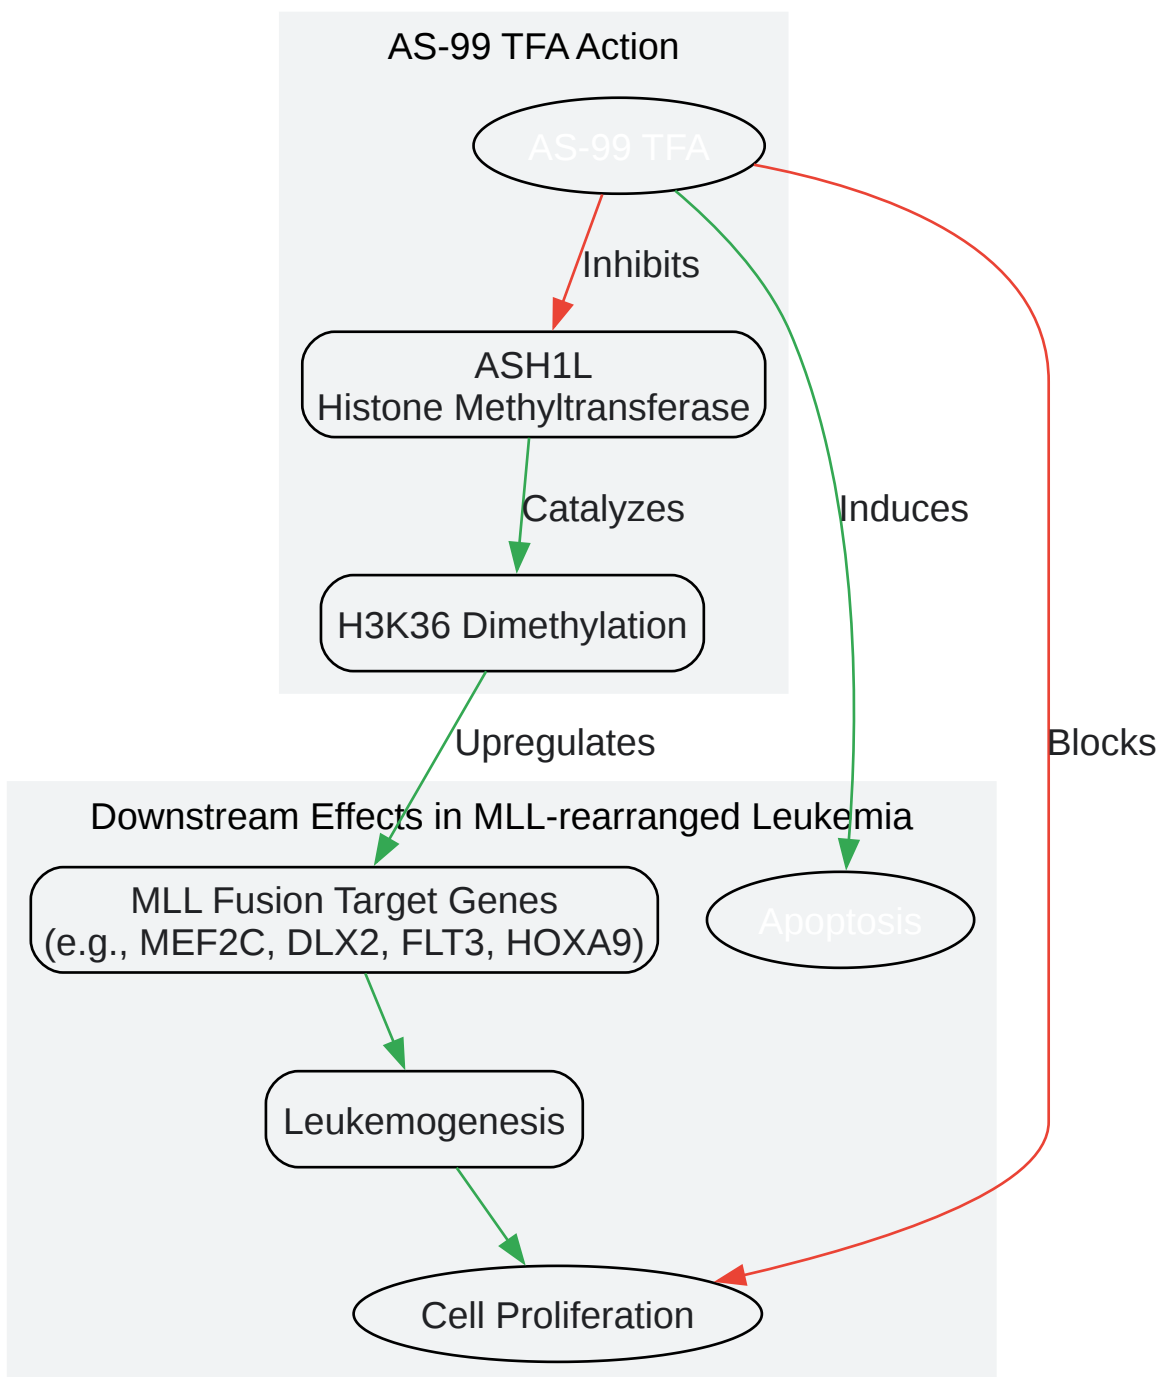 AS-99 TFA Action
AS-99 TFA
Inhibits
ASH1L
Histone Methyltransferase
Catalyzes
Induces
H3K36 Dimethylation
Upregulates
Blocks
Downstream Effects in MLL-rearranged Leukemia
MLL Fusion Target Genes
(e.g., MEF2C, DLX2, FLT3, HOXA9)
Apoptosis
Leukemogenesis
Cell Proliferation